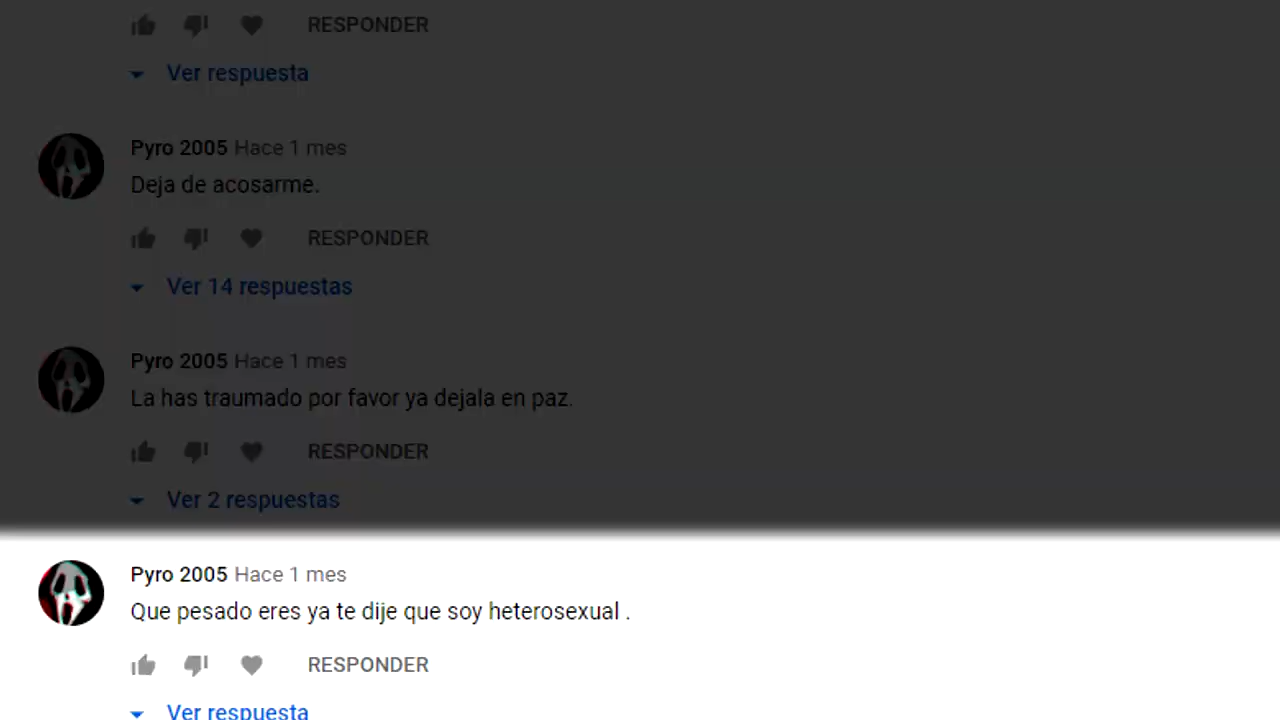 RESPONDER
Ver respuesta
Pyro 2005 Hace 1 mes
Deja de acosarme.
RESPONDER
Ver 14 respuestas
Pyro 2005 Hace 1 mes
La has traumado por favor ya dejala en paz.
RESPONDER
Ver 2 respuestas
Pyro 2005 Hace 1 mes
Que pesado eres ya te dije que soy heterosexual .
RESPONDER
Ver respuesta